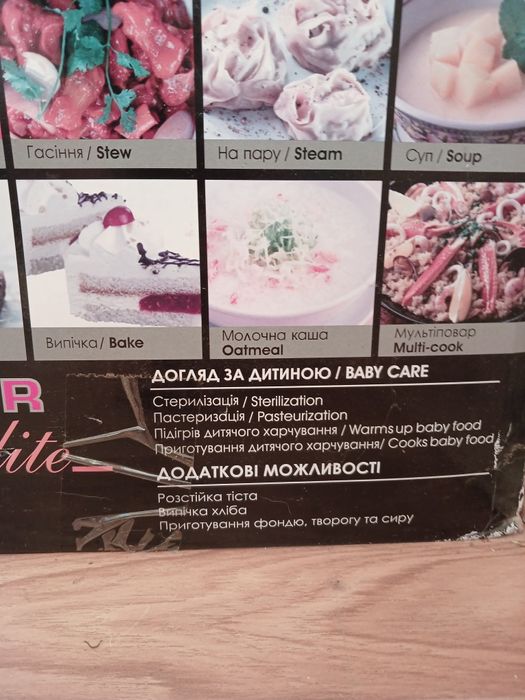 Гасіння / Stew
На пару / Steam
Суп / Soup
Випічка / Bake
Молочна каша
Oatmeal
Мультіповар
Multi-cook
R
lite
ДОГЛЯД ЗА ДИТИНОЮ / BABY CARE
Стерилізація / Sterilization
Пастеризація / Pasteurization
Підігрів дитячого харчування / Warms up baby food
Приготування дитячого харчування/ Cooks baby food
ДОДАТКОВІ МОЖЛИВОСТІ
Розстійка тіста
Випічка хліба
Приготування фондю, творогу та сиру